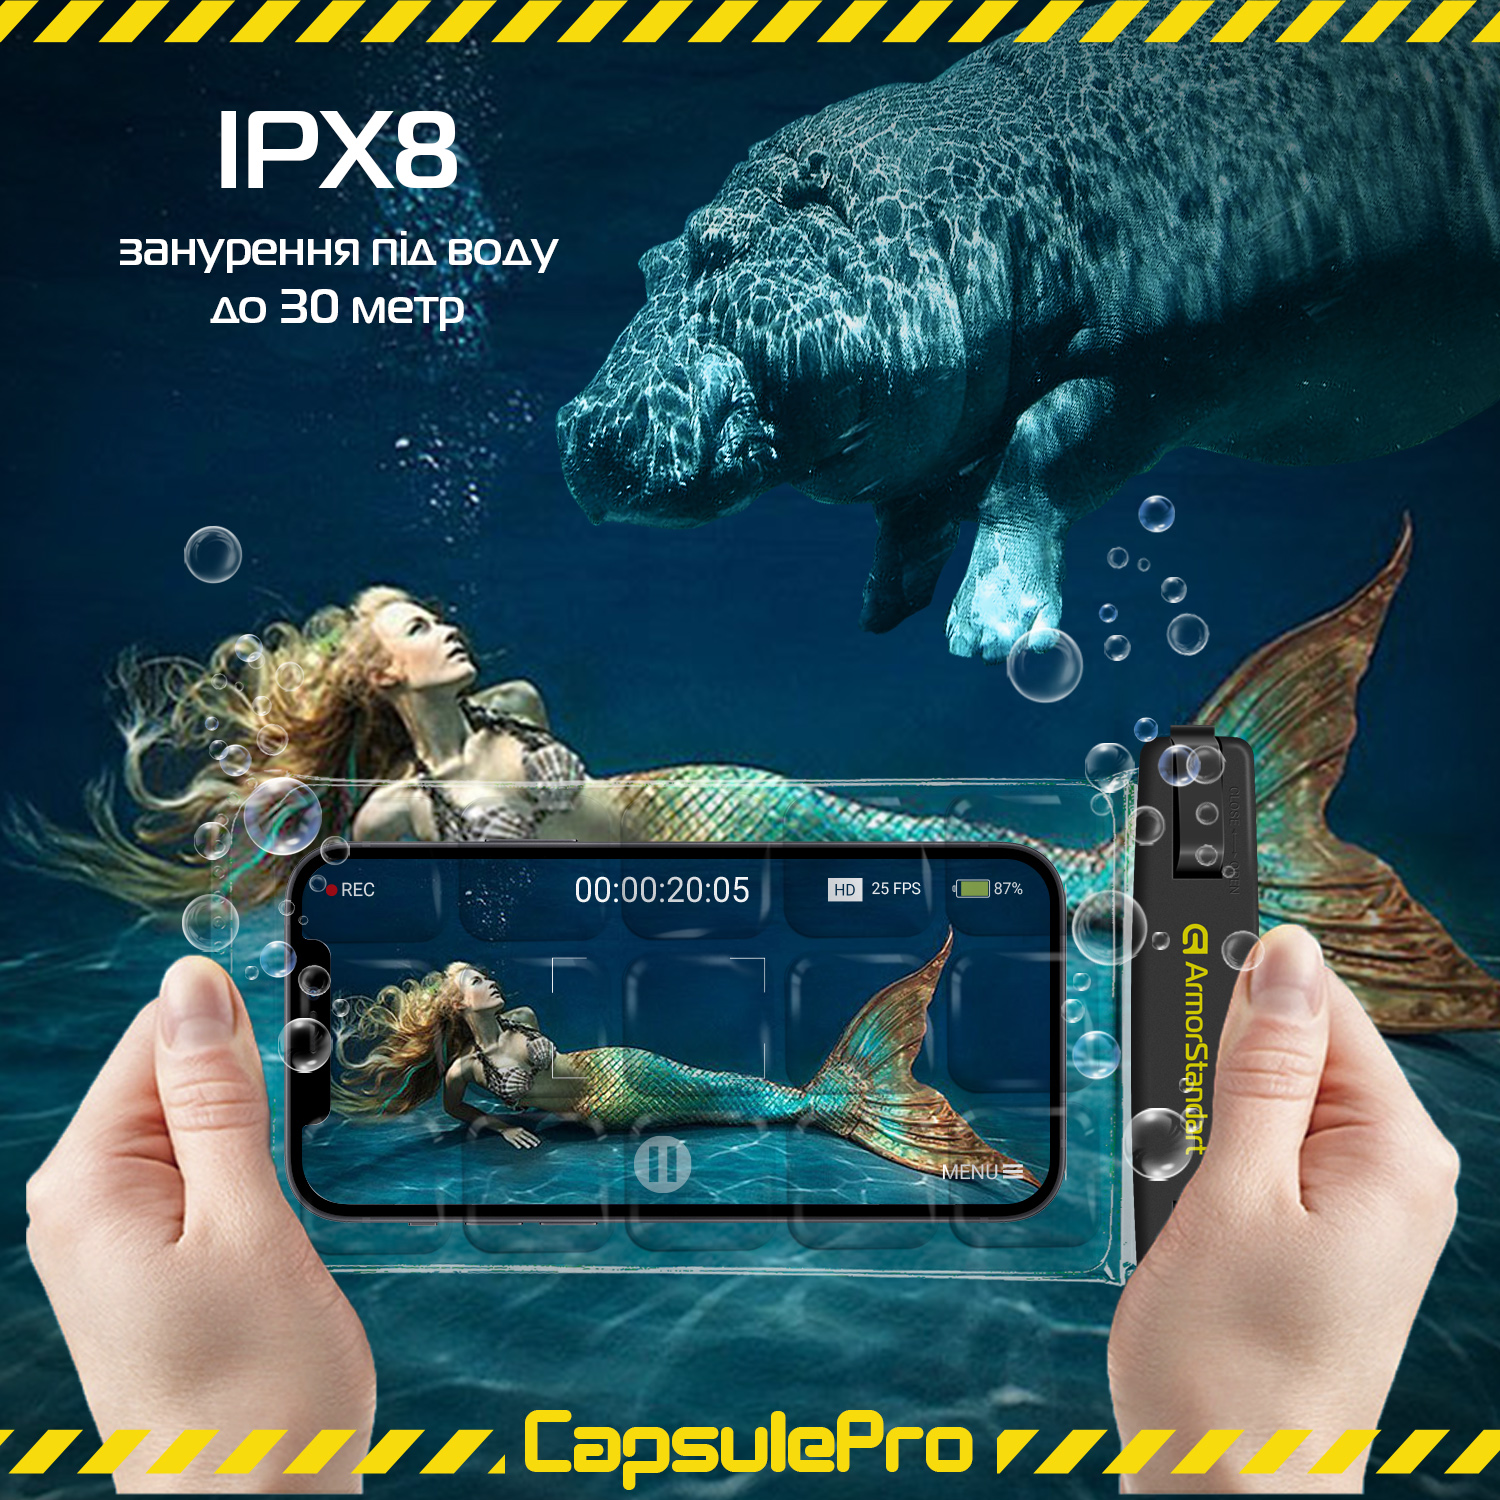 IPX8
занурення під воду
до 30 метр
REC
00:00:20:05
HD
25 FPS
87%
MENU
CLOSE
ArmorStandart
CapsulePro